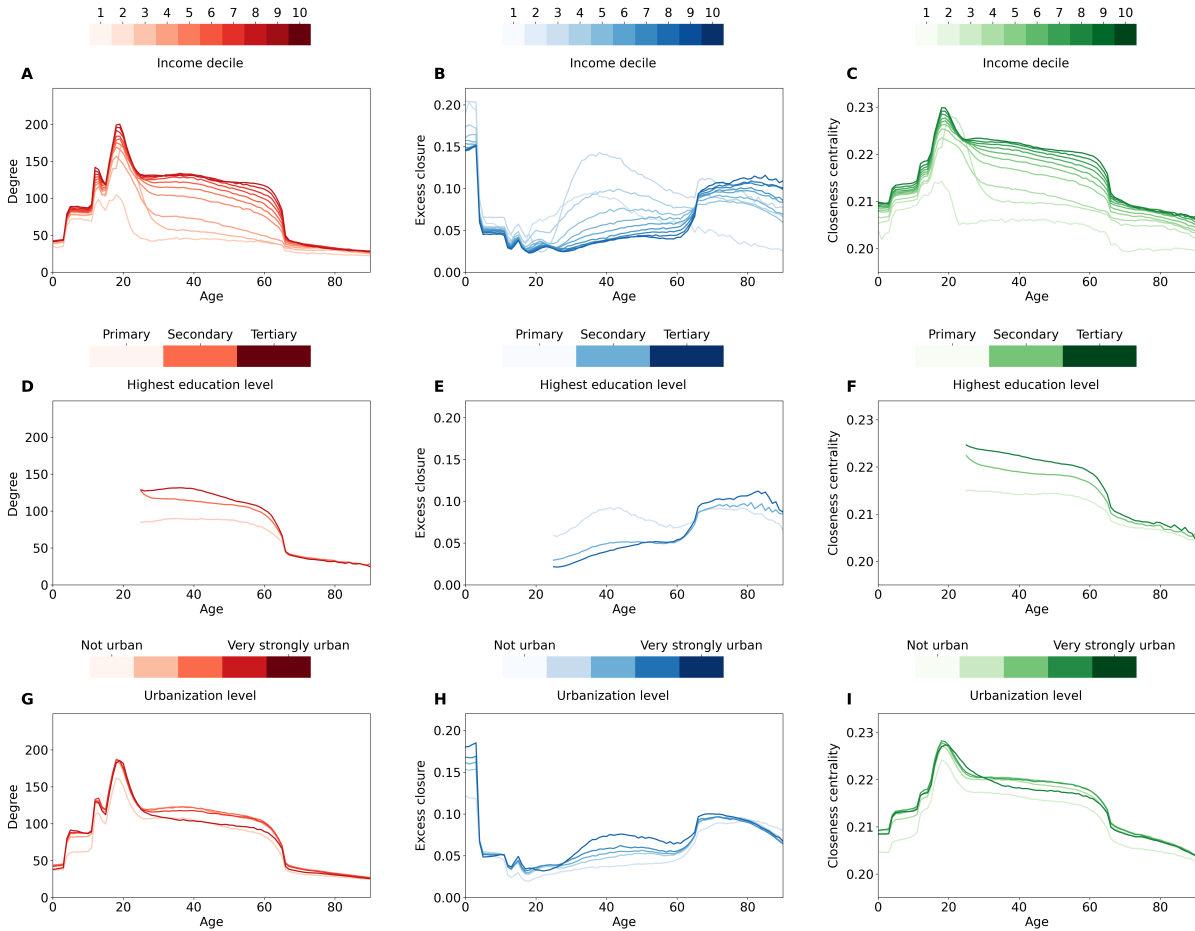 1 2 3 4 5 6 7 8 9 10
Income decile
A
200
150
100
50
0
Degree
0 20 40 60 80
Age
1 2 3 4 5 6 7 8 9 10
Income decile
B
0.20
0.15
0.10
0.05
0.00
Excess closure
0 20 40 60 80
Age
1 2 3 4 5 6 7 8 9 10
Income decile
C
0.23
0.22
0.21
0.20
Closeness centrality
0 20 40 60 80
Age
Primary Secondary Tertiary
Highest education level
D
200
150
100
50
0
Degree
0 20 40 60 80
Age
Primary Secondary Tertiary
Highest education level
E
0.20
0.15
0.10
0.05
0.00
Excess closure
0 20 40 60 80
Age
Primary Secondary Tertiary
Highest education level
F
0.23
0.22
0.21
0.20
Closeness centrality
0 20 40 60 80
Age
Not urban Very strongly urban
Urbanization level
G
200
150
100
50
0
Degree
0 20 40 60 80
Age
Not urban Very strongly urban
Urbanization level
H
0.20
0.15
0.10
0.05
0.00
Excess closure
0 20 40 60 80
Age
Not urban Very strongly urban
Urbanization level
I
0.23
0.22
0.21
0.20
Closeness centrality
0 20 40 60 80
Age